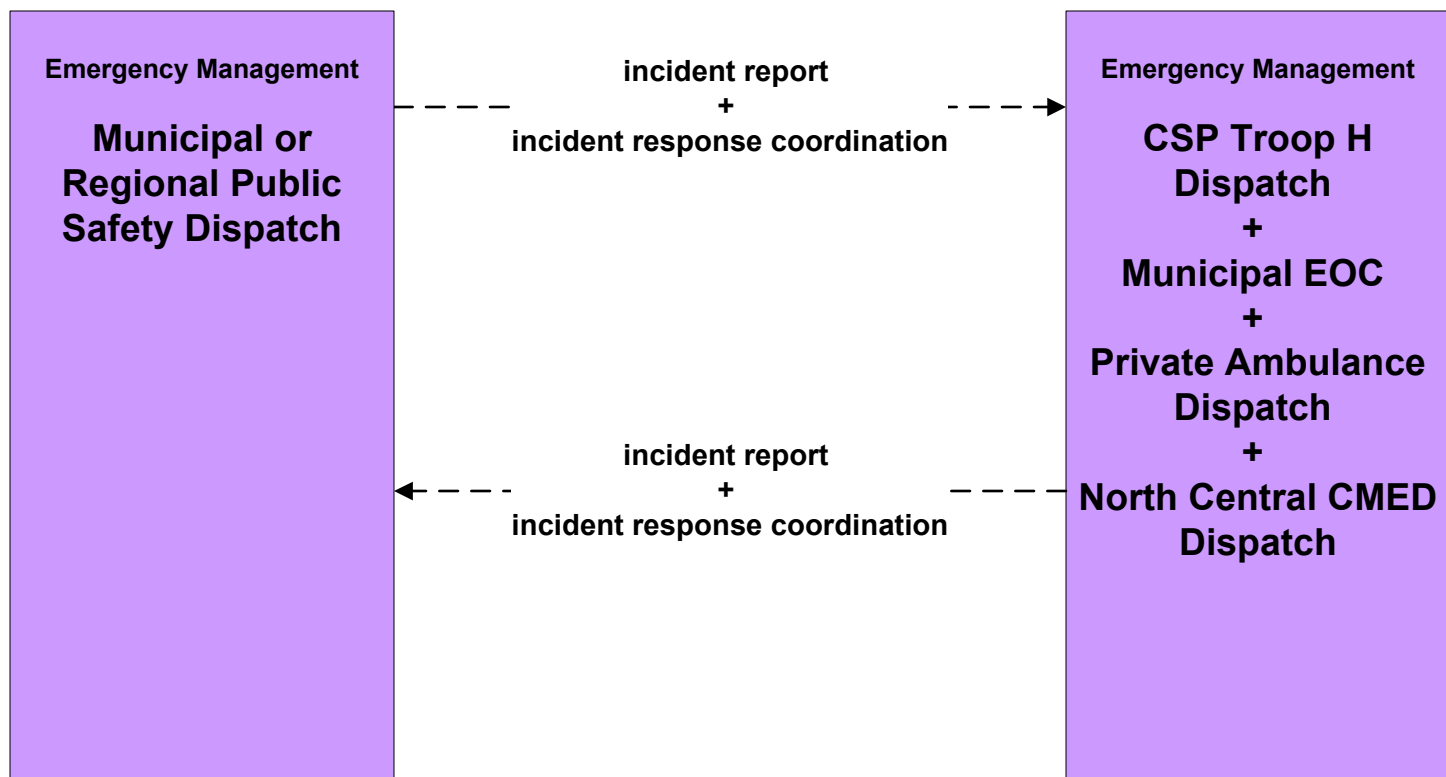 Emergency Management
Municipal or
Regional Public
Safety Dispatch
incident report
+
incident response coordination
incident report
+
incident response coordination
Emergency Management
CSP Troop H
Dispatch
+
Municipal EOC
+
Private Ambulance
Dispatch
+
North Central CMED
Dispatch